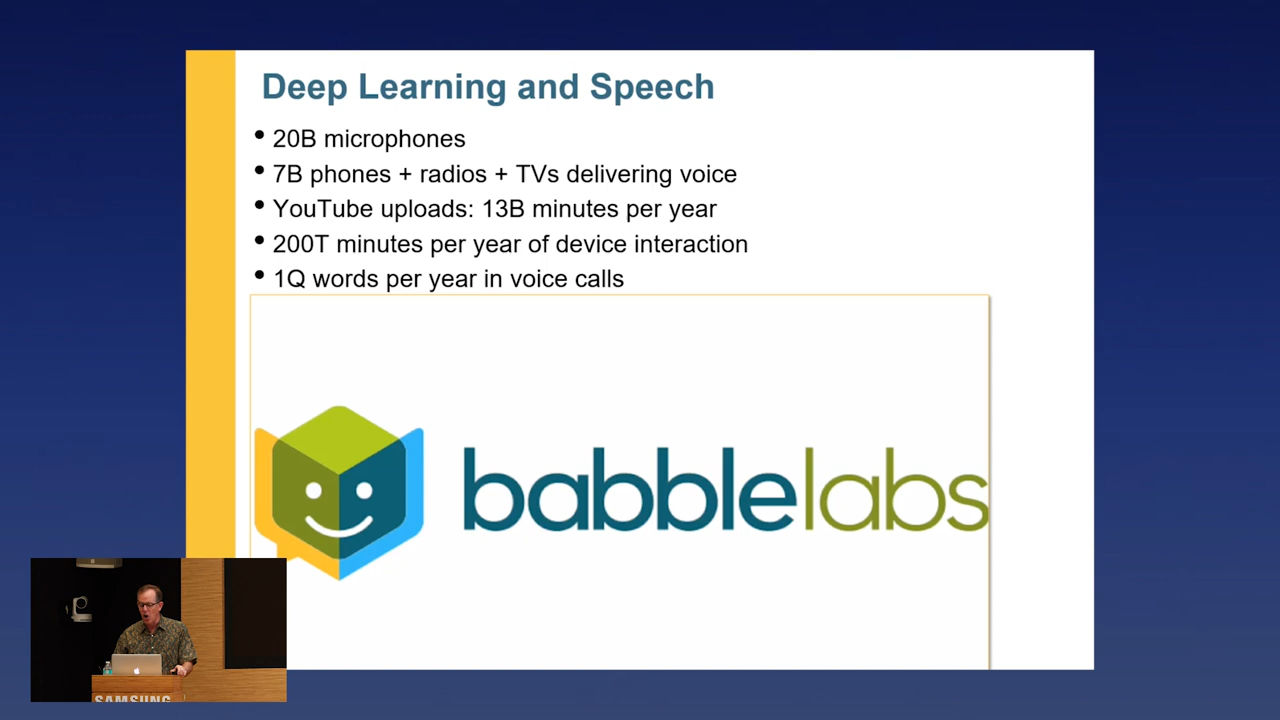 Deep Learning and Speech
• 20B microphones
• 7B phones + radios + TVs delivering voice
• YouTube uploads: 13B minutes per year
• 200T minutes per year of device interaction
• 1Q words per year in voice calls
babblelabs
SAMSUNG